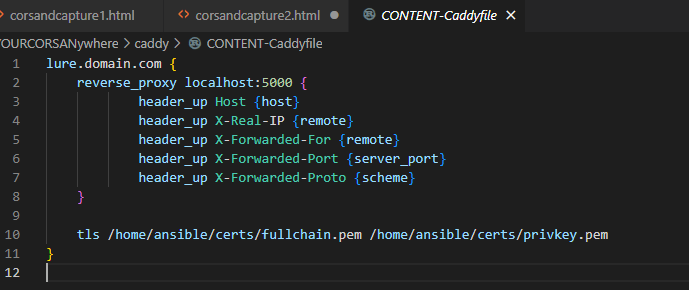 corsandcapture1.html corsandcapture2.html CONTENT-Caddyfile
YOURCORSANywhere > caddy > CONTENT-Caddyfile
1 lure.domain.com {
2 reverse_proxy localhost:5000 {
3 header_up Host {host}
4 header_up X-Real-IP {remote}
5 header_up X-Forwarded-For {remote}
6 header_up X-Forwarded-Port {server_port}
7 header_up X-Forwarded-Proto {scheme}
8 }
9
10 tls /home/ansible/certs/fullchain.pem /home/ansible/certs/privkey.pem
11 }
12